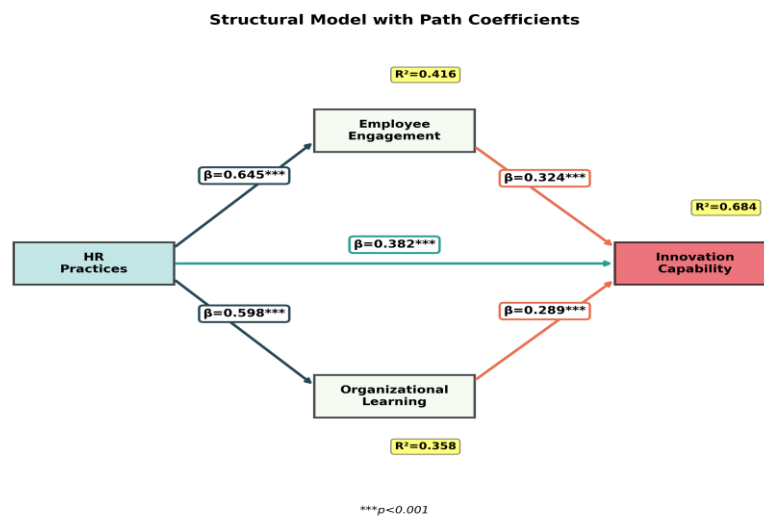 Structural Model with Path Coefficients
R²=0.416
Employee
Engagement
β=0.645***
β=0.324***
R²=0.684
β=0.382***
HR
Practices
Innovation
Capability
β=0.598***
β=0.289***
Organizational
Learning
R²=0.358
***p<0.001